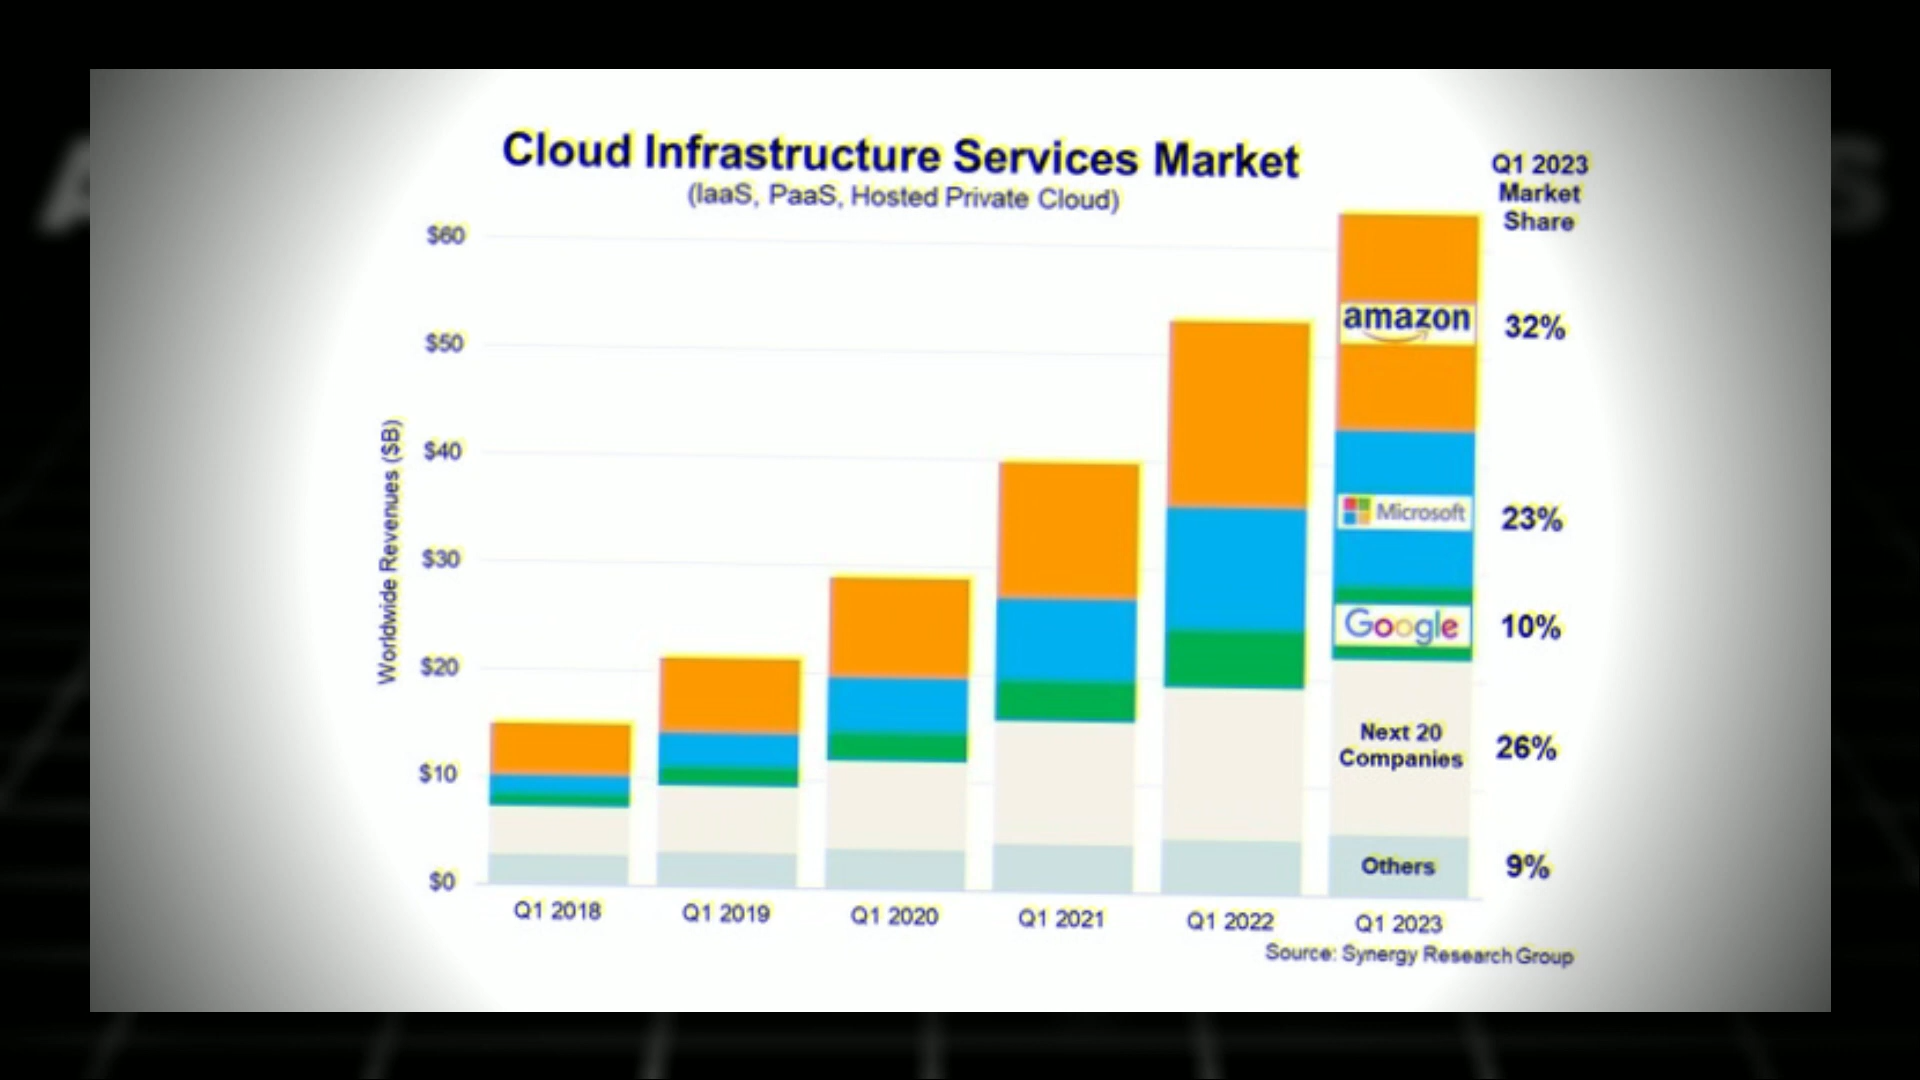 Cloud Infrastructure Services Market
(IaaS, PaaS, Hosted Private Cloud)
Q1 2023
Market
Share
Worldwide Revenues ($B)
$60
$50
$40
$30
$20
$10
$0
amazon
32%
Microsoft
23%
Google
10%
Next 20
Companies
26%
Others
9%
Q1 2018
Q1 2019
Q1 2020
Q1 2021
Q1 2022
Q1 2023
Source: Synergy Research Group